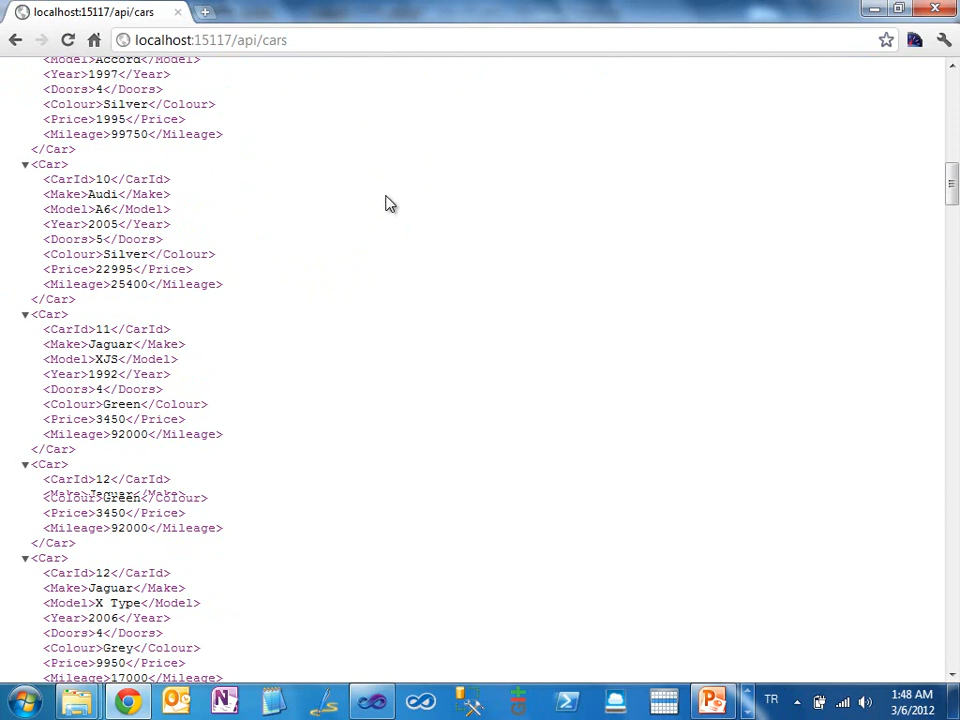 localhost:15117/api/cars
localhost:15117/api/cars
<Model>Accord</Model>
<Year>1997</Year>
<Doors>4</Doors>
<Colour>Silver</Colour>
<Price>1995</Price>
<Mileage>99750</Mileage>
</Car>
▼<Car>
<CarId>10</CarId>
<Make>Audi</Make>
<Model>A6</Model>
<Year>2005</Year>
<Doors>5</Doors>
<Colour>Silver</Colour>
<Price>22995</Price>
<Mileage>25400</Mileage>
</Car>
▼<Car>
<CarId>11</CarId>
<Make>Jaguar</Make>
<Model>XJS</Model>
<Year>1992</Year>
<Doors>4</Doors>
<Colour>Green</Colour>
<Price>3450</Price>
<Mileage>92000</Mileage>
</Car>
▼<Car>
<CarId>12</CarId>
<Make>Jaguar</Make>
<Colour>Green</Colour>
<Price>3450</Price>
<Mileage>92000</Mileage>
</Car>
▼<Car>
<CarId>12</CarId>
<Make>Jaguar</Make>
<Model>X Type</Model>
<Year>2006</Year>
<Doors>4</Doors>
<Colour>Grey</Colour>
<Price>9950</Price>
<Mileage>17000</Mileage>
TR
1:48 AM
3/6/2012